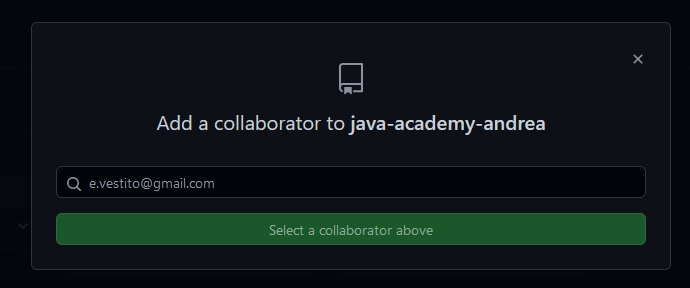 Add a collaborator to java-academy-andrea
e.vestito@gmail.com
Select a collaborator above